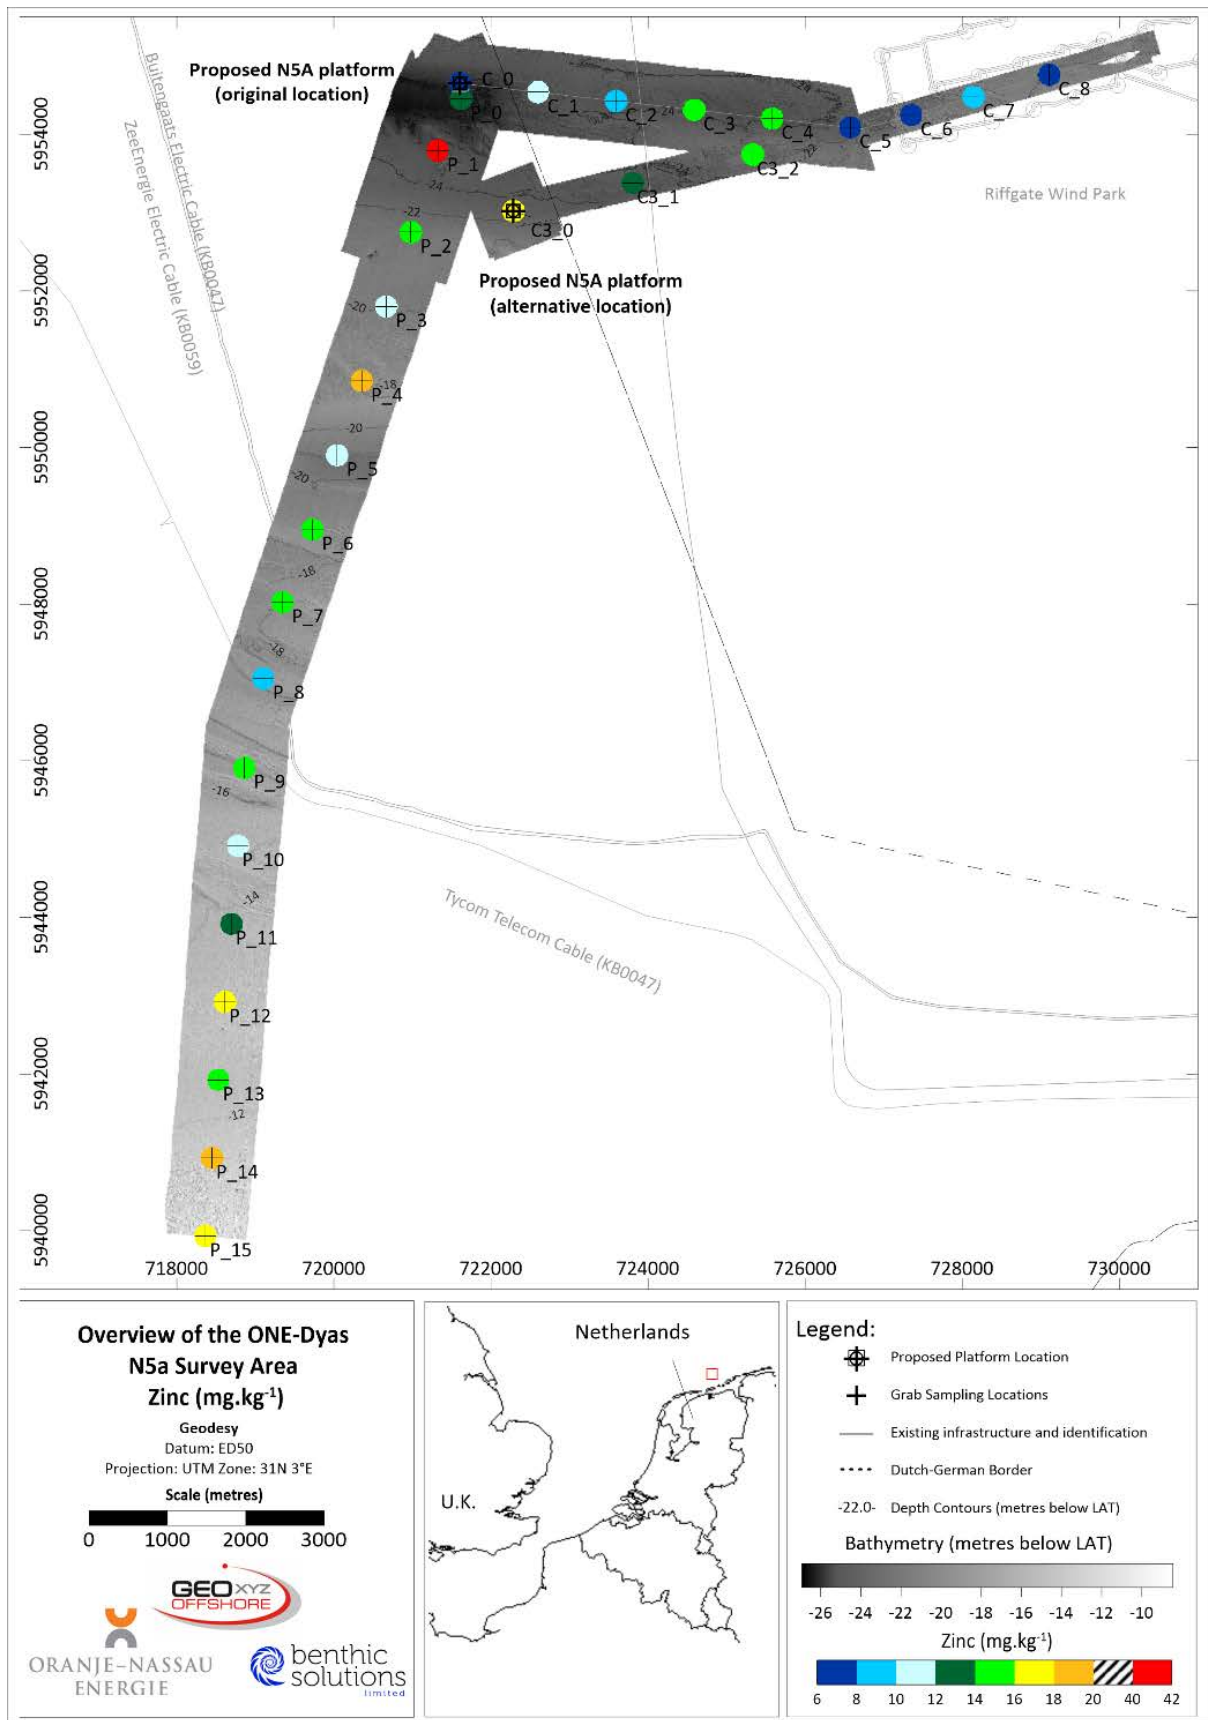 Proposed N5A platform
(original location)
Buitengaats Electric Cable (KB0047)
ZeeEnergie Electric Cable (KB0059)
C_0
P_0
C_1
C_2
C_3
C_4
C_5
C_6
C_7
C_8
-24
-22
P_1
C3_2
C3_1
C3_0
Riffgate Wind Park
-24
-22
P_2
Proposed N5A platform
(alternative location)
-20
P_3
-18
P_4
-20
P_5
-20
P_6
-18
P_7
-18
P_8
P_9
-16
P_10
-14
P_11
Tycom Telecom Cable (KB0047)
P_12
P_13
-12
P_14
P_15
5954000
5952000
5950000
5948000
5946000
5944000
5942000
5940000
718000 720000 722000 724000 726000 728000 730000
Overview of the ONE-Dyas
N5a Survey Area
Zinc (mg.kg⁻¹)
Geodesy
Datum: ED50
Projection: UTM Zone: 31N 3°E
Scale (metres)
0 1000 2000 3000
GEO XYZ
OFFSHORE
ORANJE–NASSAU
ENERGIE
benthic
solutions
limited
Netherlands
U.K.
Legend:
Proposed Platform Location
Grab Sampling Locations
Existing infrastructure and identification
Dutch-German Border
-22.0- Depth Contours (metres below LAT)
Bathymetry (metres below LAT)
-26 -24 -22 -20 -18 -16 -14 -12 -10
Zinc (mg.kg⁻¹)
6 8 10 12 14 16 18 20 40 42